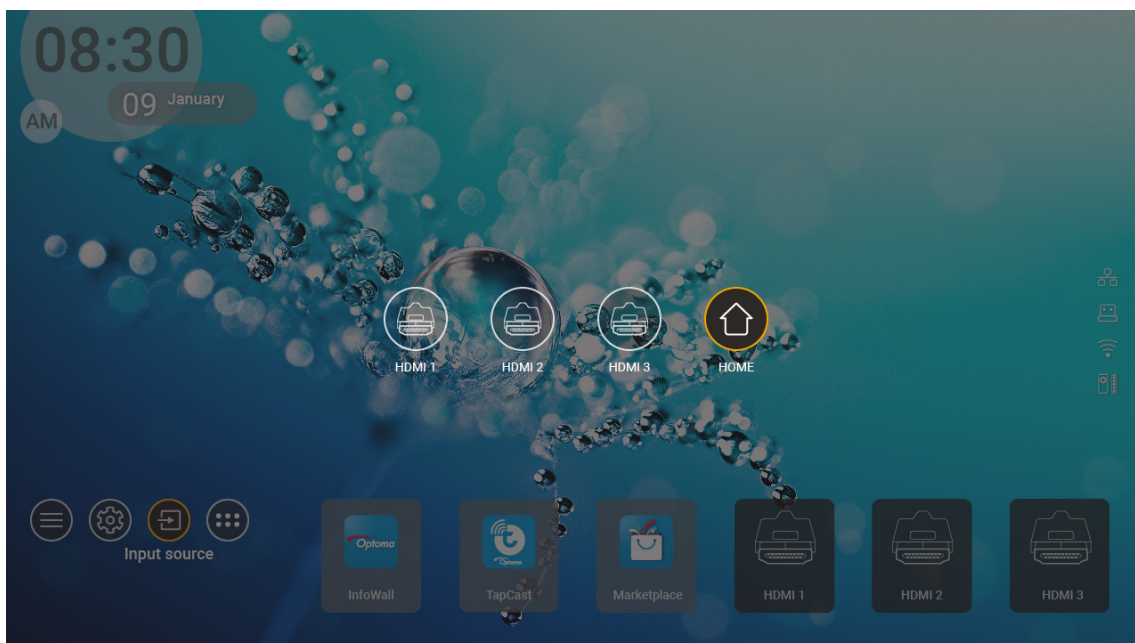 08:30
09 January
AM
HDMI 1 HDMI 2 HDMI 3 HOME
Input source
Optoma
Optoma
InfoWall TapCast Marketplace HDMI 1 HDMI 2 HDMI 3